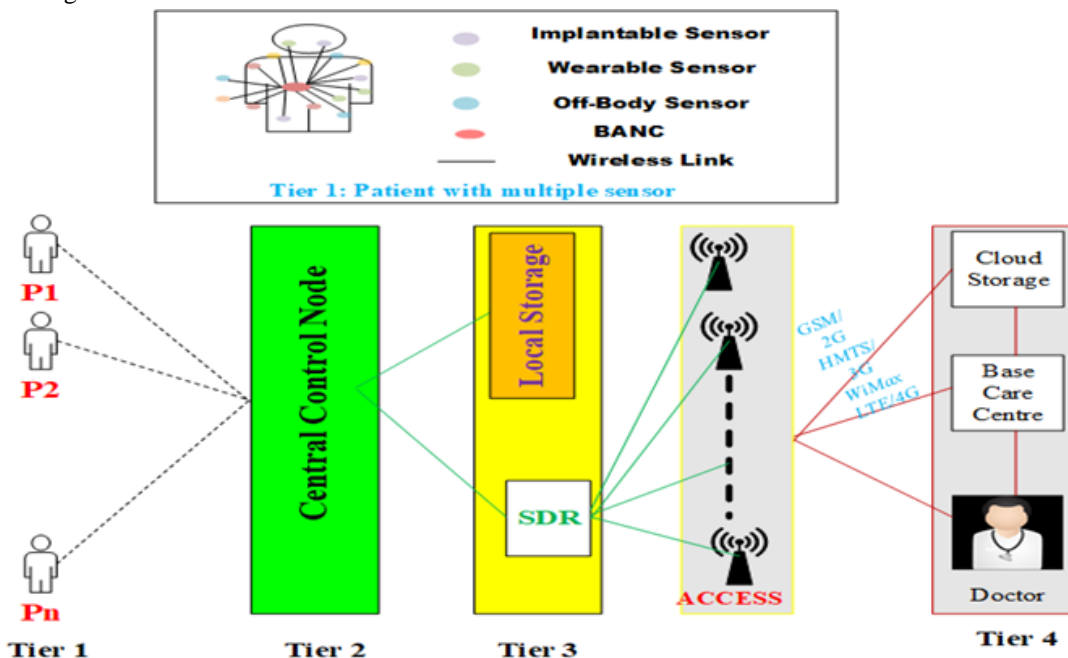 Implantable Sensor
Wearable Sensor
Off-Body Sensor
BANC
Wireless Link
Tier 1: Patient with multiple sensor
P1
P2
Pn
Central Control Node
Local Storage
SDR
ACCESS
GSM/
2G
HMTS/
3G
WiMax
LTE/4G
Cloud
Storage
Base
Care
Centre
Doctor
Tier 1
Tier 2
Tier 3
Tier 4